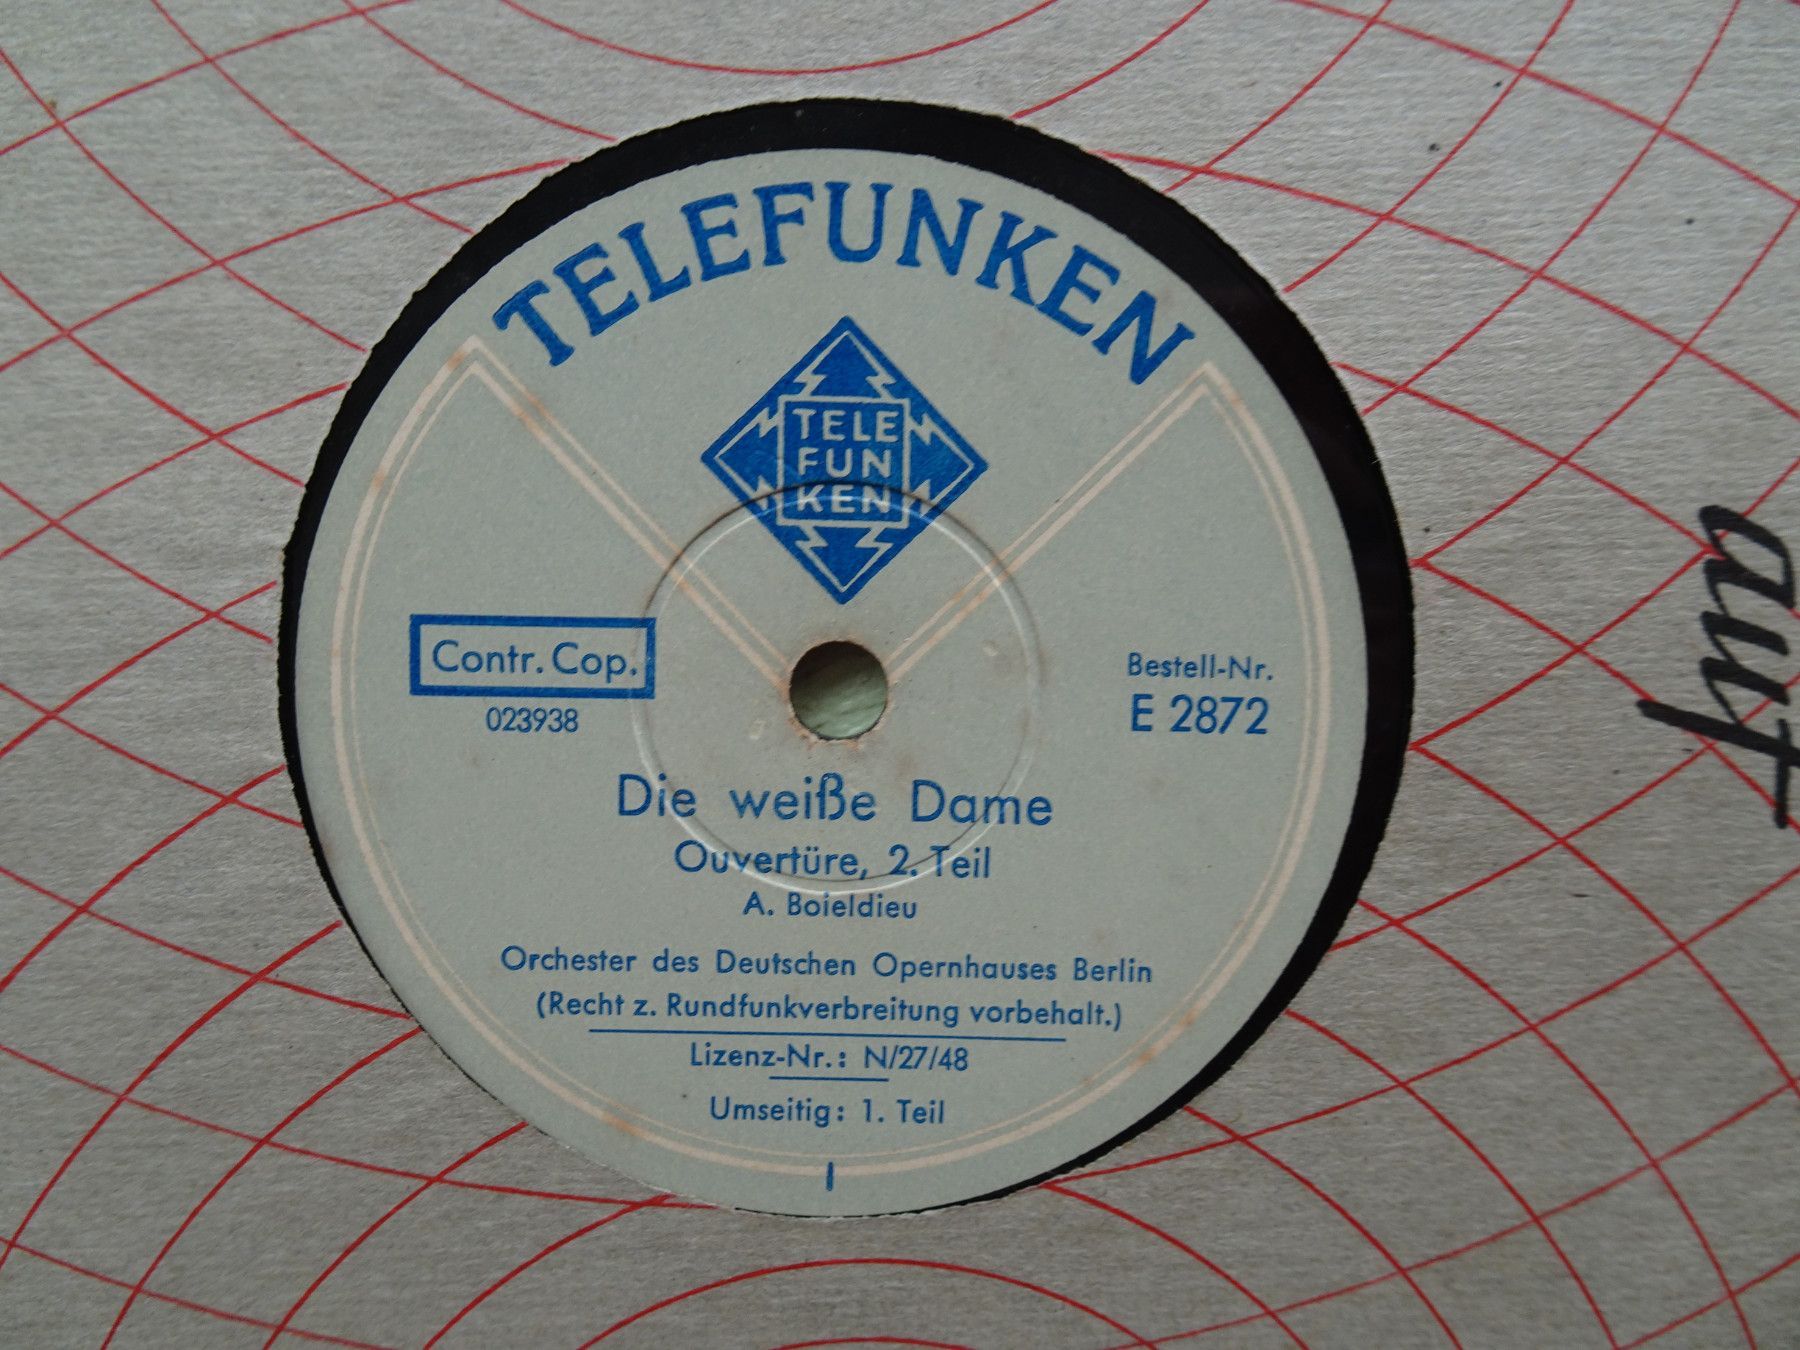 TELEFUNKEN
TELE
FUN
KEN
Contr. Cop.
023938
Bestell-Nr.
E 2872
Die weiße Dame
Ouvertüre, 2. Teil
A. Boieldieu
Orchester des Deutschen Opernhauses Berlin
(Recht z. Rundfunkverbreitung vorbehalt.)
Lizenz-Nr.: N/27/48
Umseitig: 1. Teil
I
auf